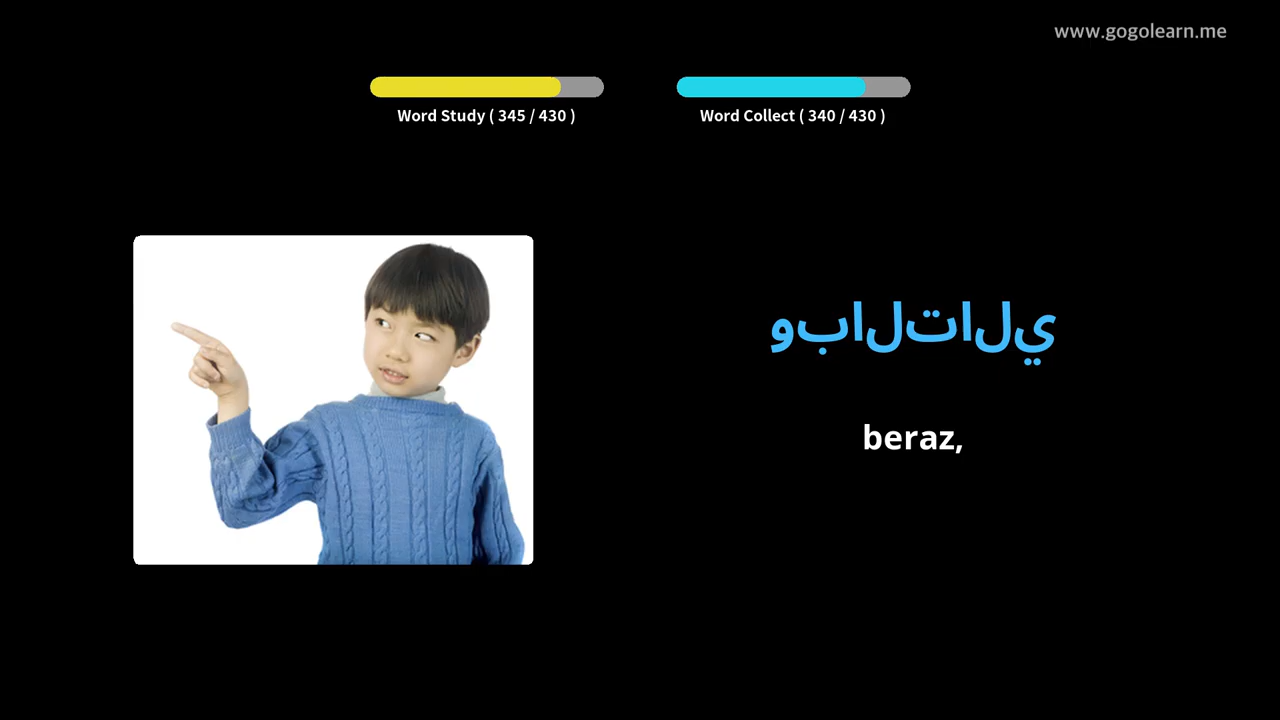 www.gogolearn.me
Word Study ( 345 / 430 )
Word Collect ( 340 / 430 )
وبالتالي
beraz,